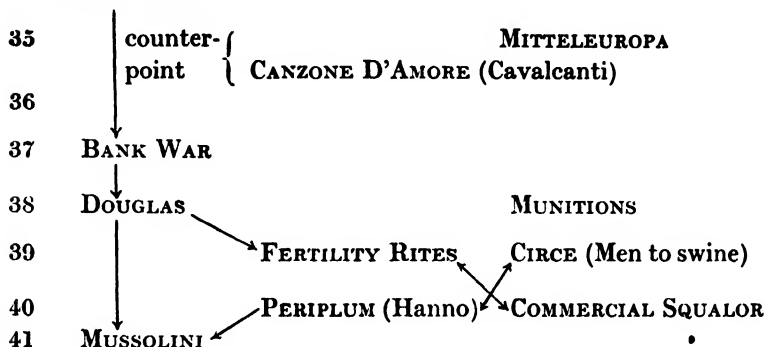 35 counter- MITTELEUROPA
point CANZONE D'AMORE (Cavalcanti)
36
37 BANK WAR
38 DOUGLAS MUNITIONS
39 FERTILITY RITES CIRCE (Men to swine)
40 PERIPLUM (Hanno) COMMERCIAL SQUALOR
41 MUSSOLINI